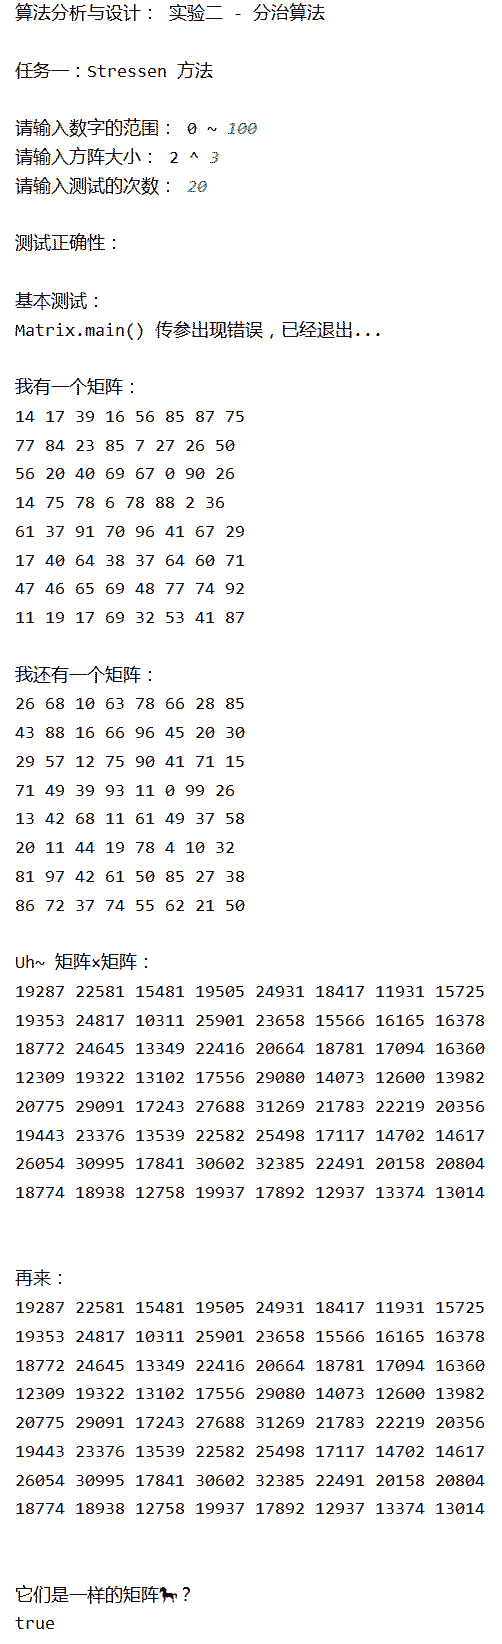 算法分析与设计： 实验二 - 分治算法
任务一：Stressen 方法
请输入数字的范围： 0 ~ 100
请输入方阵大小： 2 ^ 3
请输入测试的次数： 20
测试正确性：
基本测试：
Matrix.main() 传参出现错误，已经退出...
我有一个矩阵：
14 17 39 16 56 85 87 75
77 84 23 85 7 27 26 50
56 20 40 69 67 0 90 26
14 75 78 6 78 88 2 36
61 37 91 70 96 41 67 29
17 40 64 38 37 64 60 71
47 46 65 69 48 77 74 92
11 19 17 69 32 53 41 87
我还有一个矩阵：
26 68 10 63 78 66 28 85
43 88 16 66 96 45 20 30
29 57 12 75 90 41 71 15
71 49 39 93 11 0 99 26
13 42 68 11 61 49 37 58
20 11 44 19 78 4 10 32
81 97 42 61 50 85 27 38
86 72 37 74 55 62 21 50
Uh~ 矩阵×矩阵：
19287 22581 15481 19505 24931 18417 11931 15725
19353 24817 10311 25901 23658 15566 16165 16378
18772 24645 13349 22416 20664 18781 17094 16360
12309 19322 13102 17556 29080 14073 12600 13982
20775 29091 17243 27688 31269 21783 22219 20356
19443 23376 13539 22582 25498 17117 14702 14617
26054 30995 17841 30602 32385 22491 20158 20804
18774 18938 12758 19937 17892 12937 13374 13014
再来：
19287 22581 15481 19505 24931 18417 11931 15725
19353 24817 10311 25901 23658 15566 16165 16378
18772 24645 13349 22416 20664 18781 17094 16360
12309 19322 13102 17556 29080 14073 12600 13982
20775 29091 17243 27688 31269 21783 22219 20356
19443 23376 13539 22582 25498 17117 14702 14617
26054 30995 17841 30602 32385 22491 20158 20804
18774 18938 12758 19937 17892 12937 13374 13014
它们是一样的矩阵🐎？
true